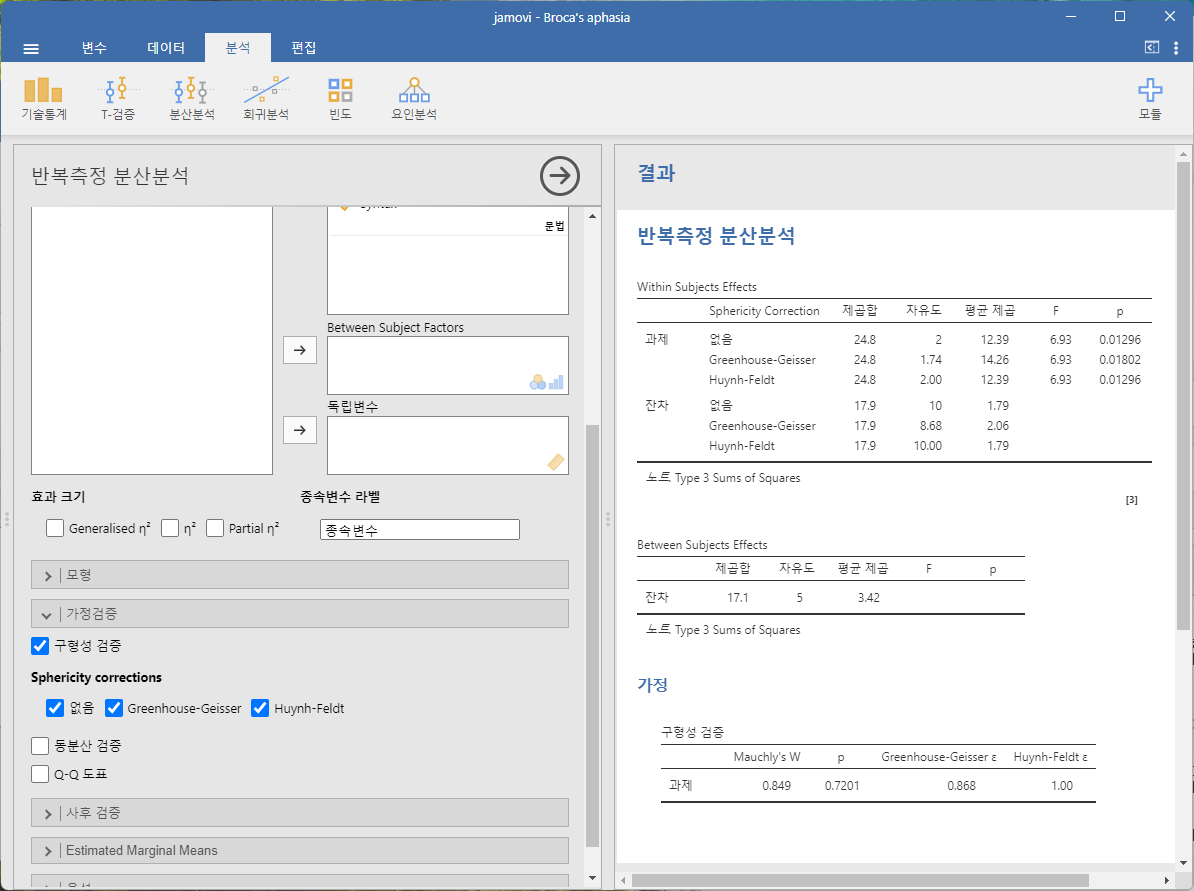 jamovi - Broca's aphasia
변수 데이터 분석 편집
기술통계 T-검증 분산분석 회귀분석 빈도 요인분석 모듈
반복측정 분산분석
문법
Between Subject Factors
독립변수
효과 크기 종속변수 라벨
Generalised η² η² Partial η² 종속변수
모형
가정검증
구형성 검증
Sphericity corrections
없음 Greenhouse-Geisser Huynh-Feldt
동분산 검증
Q-Q 도표
사후 검증
Estimated Marginal Means
결과
반복측정 분산분석
Within Subjects Effects
Sphericity Correction 제곱합 자유도 평균 제곱 F p
과제 없음 24.8 2 12.39 6.93 0.01296
Greenhouse-Geisser 24.8 1.74 14.26 6.93 0.01802
Huynh-Feldt 24.8 2.00 12.39 6.93 0.01296
잔차 없음 17.9 10 1.79
Greenhouse-Geisser 17.9 8.68 2.06
Huynh-Feldt 17.9 10.00 1.79
노트. Type 3 Sums of Squares
[3]
Between Subjects Effects
제곱합 자유도 평균 제곱 F p
잔차 17.1 5 3.42
노트. Type 3 Sums of Squares
가정
구형성 검증
Mauchly's W p Greenhouse-Geisser ε Huynh-Feldt ε
과제 0.849 0.7201 0.868 1.00